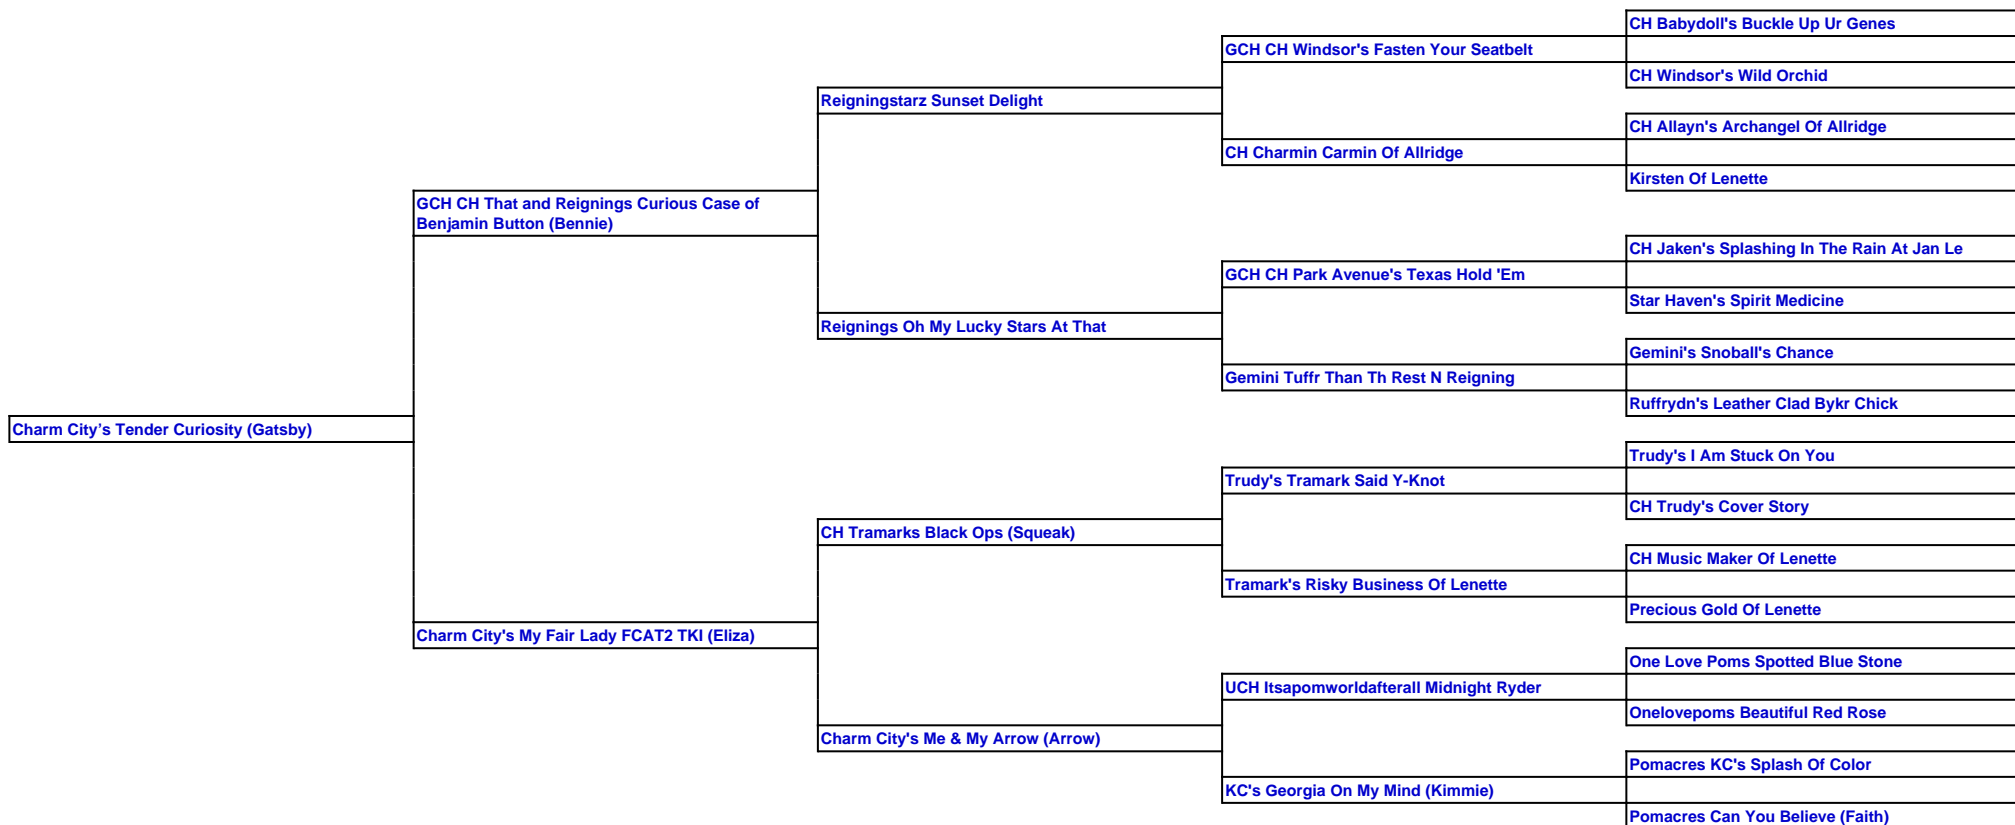 CH Babydoll's Buckle Up Ur Genes
GCH CH Windsor's Fasten Your Seatbelt
CH Windsor's Wild Orchid
Reigningstarz Sunset Delight
CH Allayn's Archangel Of Allridge
CH Charmin Carmin Of Allridge
Kirsten Of Lenette
GCH CH That and Reignings Curious Case of
Benjamin Button (Bennie)
CH Jaken's Splashing In The Rain At Jan Le
GCH CH Park Avenue's Texas Hold 'Em
Star Haven's Spirit Medicine
Reignings Oh My Lucky Stars At That
Gemini's Snoball's Chance
Gemini Tuffr Than Th Rest N Reigning
Ruffrydn's Leather Clad Bykr Chick
Charm City’s Tender Curiosity (Gatsby)
Trudy's I Am Stuck On You
Trudy's Tramark Said Y-Knot
CH Trudy's Cover Story
CH Tramarks Black Ops (Squeak)
CH Music Maker Of Lenette
Tramark's Risky Business Of Lenette
Precious Gold Of Lenette
Charm City's My Fair Lady FCAT2 TKI (Eliza)
One Love Poms Spotted Blue Stone
UCH Itsapomworldafterall Midnight Ryder
Onelovepoms Beautiful Red Rose
Charm City's Me & My Arrow (Arrow)
Pomacres KC's Splash Of Color
KC's Georgia On My Mind (Kimmie)
Pomacres Can You Believe (Faith)